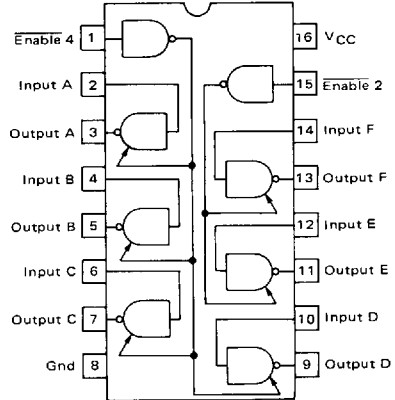 Enable 4 1 16 VCC
Input A 2 15 Enable 2
Output A 3 14 Input F
Input B 4 13 Output F
Output B 5 12 Input E
Input C 6 11 Output E
Output C 7 10 Input D
Gnd 8 9 Output D